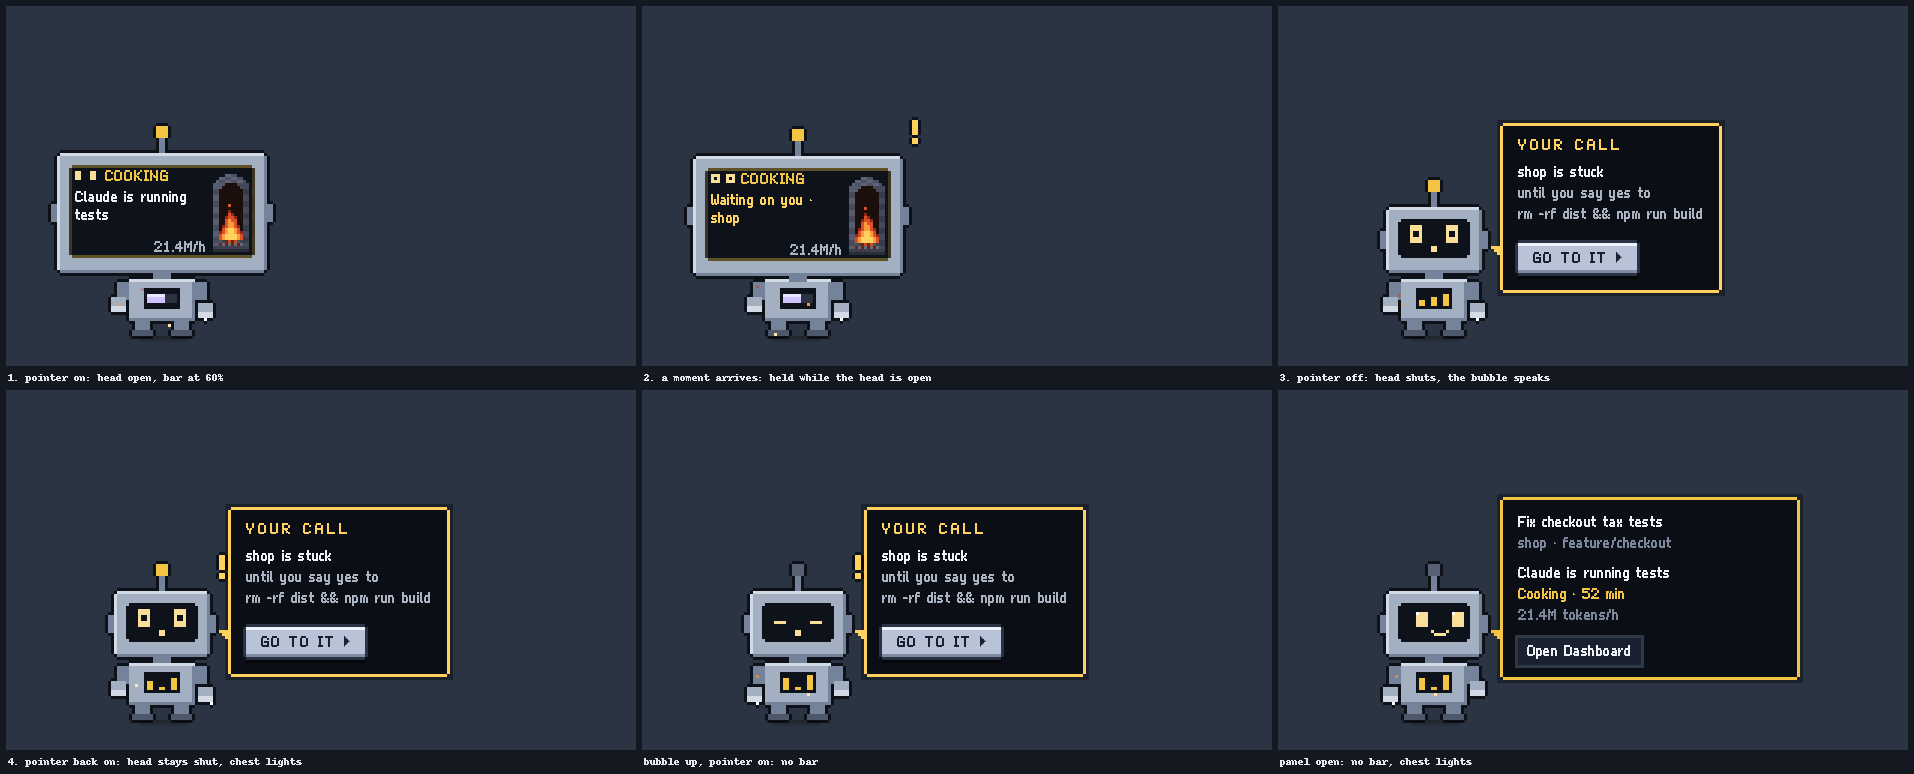 COOKING
Claude is running
tests
21.4M/h
1. pointer on: head open, bar at 60%
!
COOKING
Waiting on you ·
shop
21.4M/h
2. a moment arrives: held while the head is open
YOUR CALL
shop is stuck
until you say yes to
rm -rf dist && npm run build
GO TO IT
3. pointer off: head shuts, the bubble speaks
!
YOUR CALL
shop is stuck
until you say yes to
rm -rf dist && npm run build
GO TO IT
4. pointer back on: head stays shut, chest lights
!
YOUR CALL
shop is stuck
until you say yes to
rm -rf dist && npm run build
GO TO IT
bubble up, pointer on: no bar
Fix checkout tax tests
shop · feature/checkout
Claude is running tests
Cooking · 52 min
21.4M tokens/h
Open Dashboard
panel open: no bar, chest lights